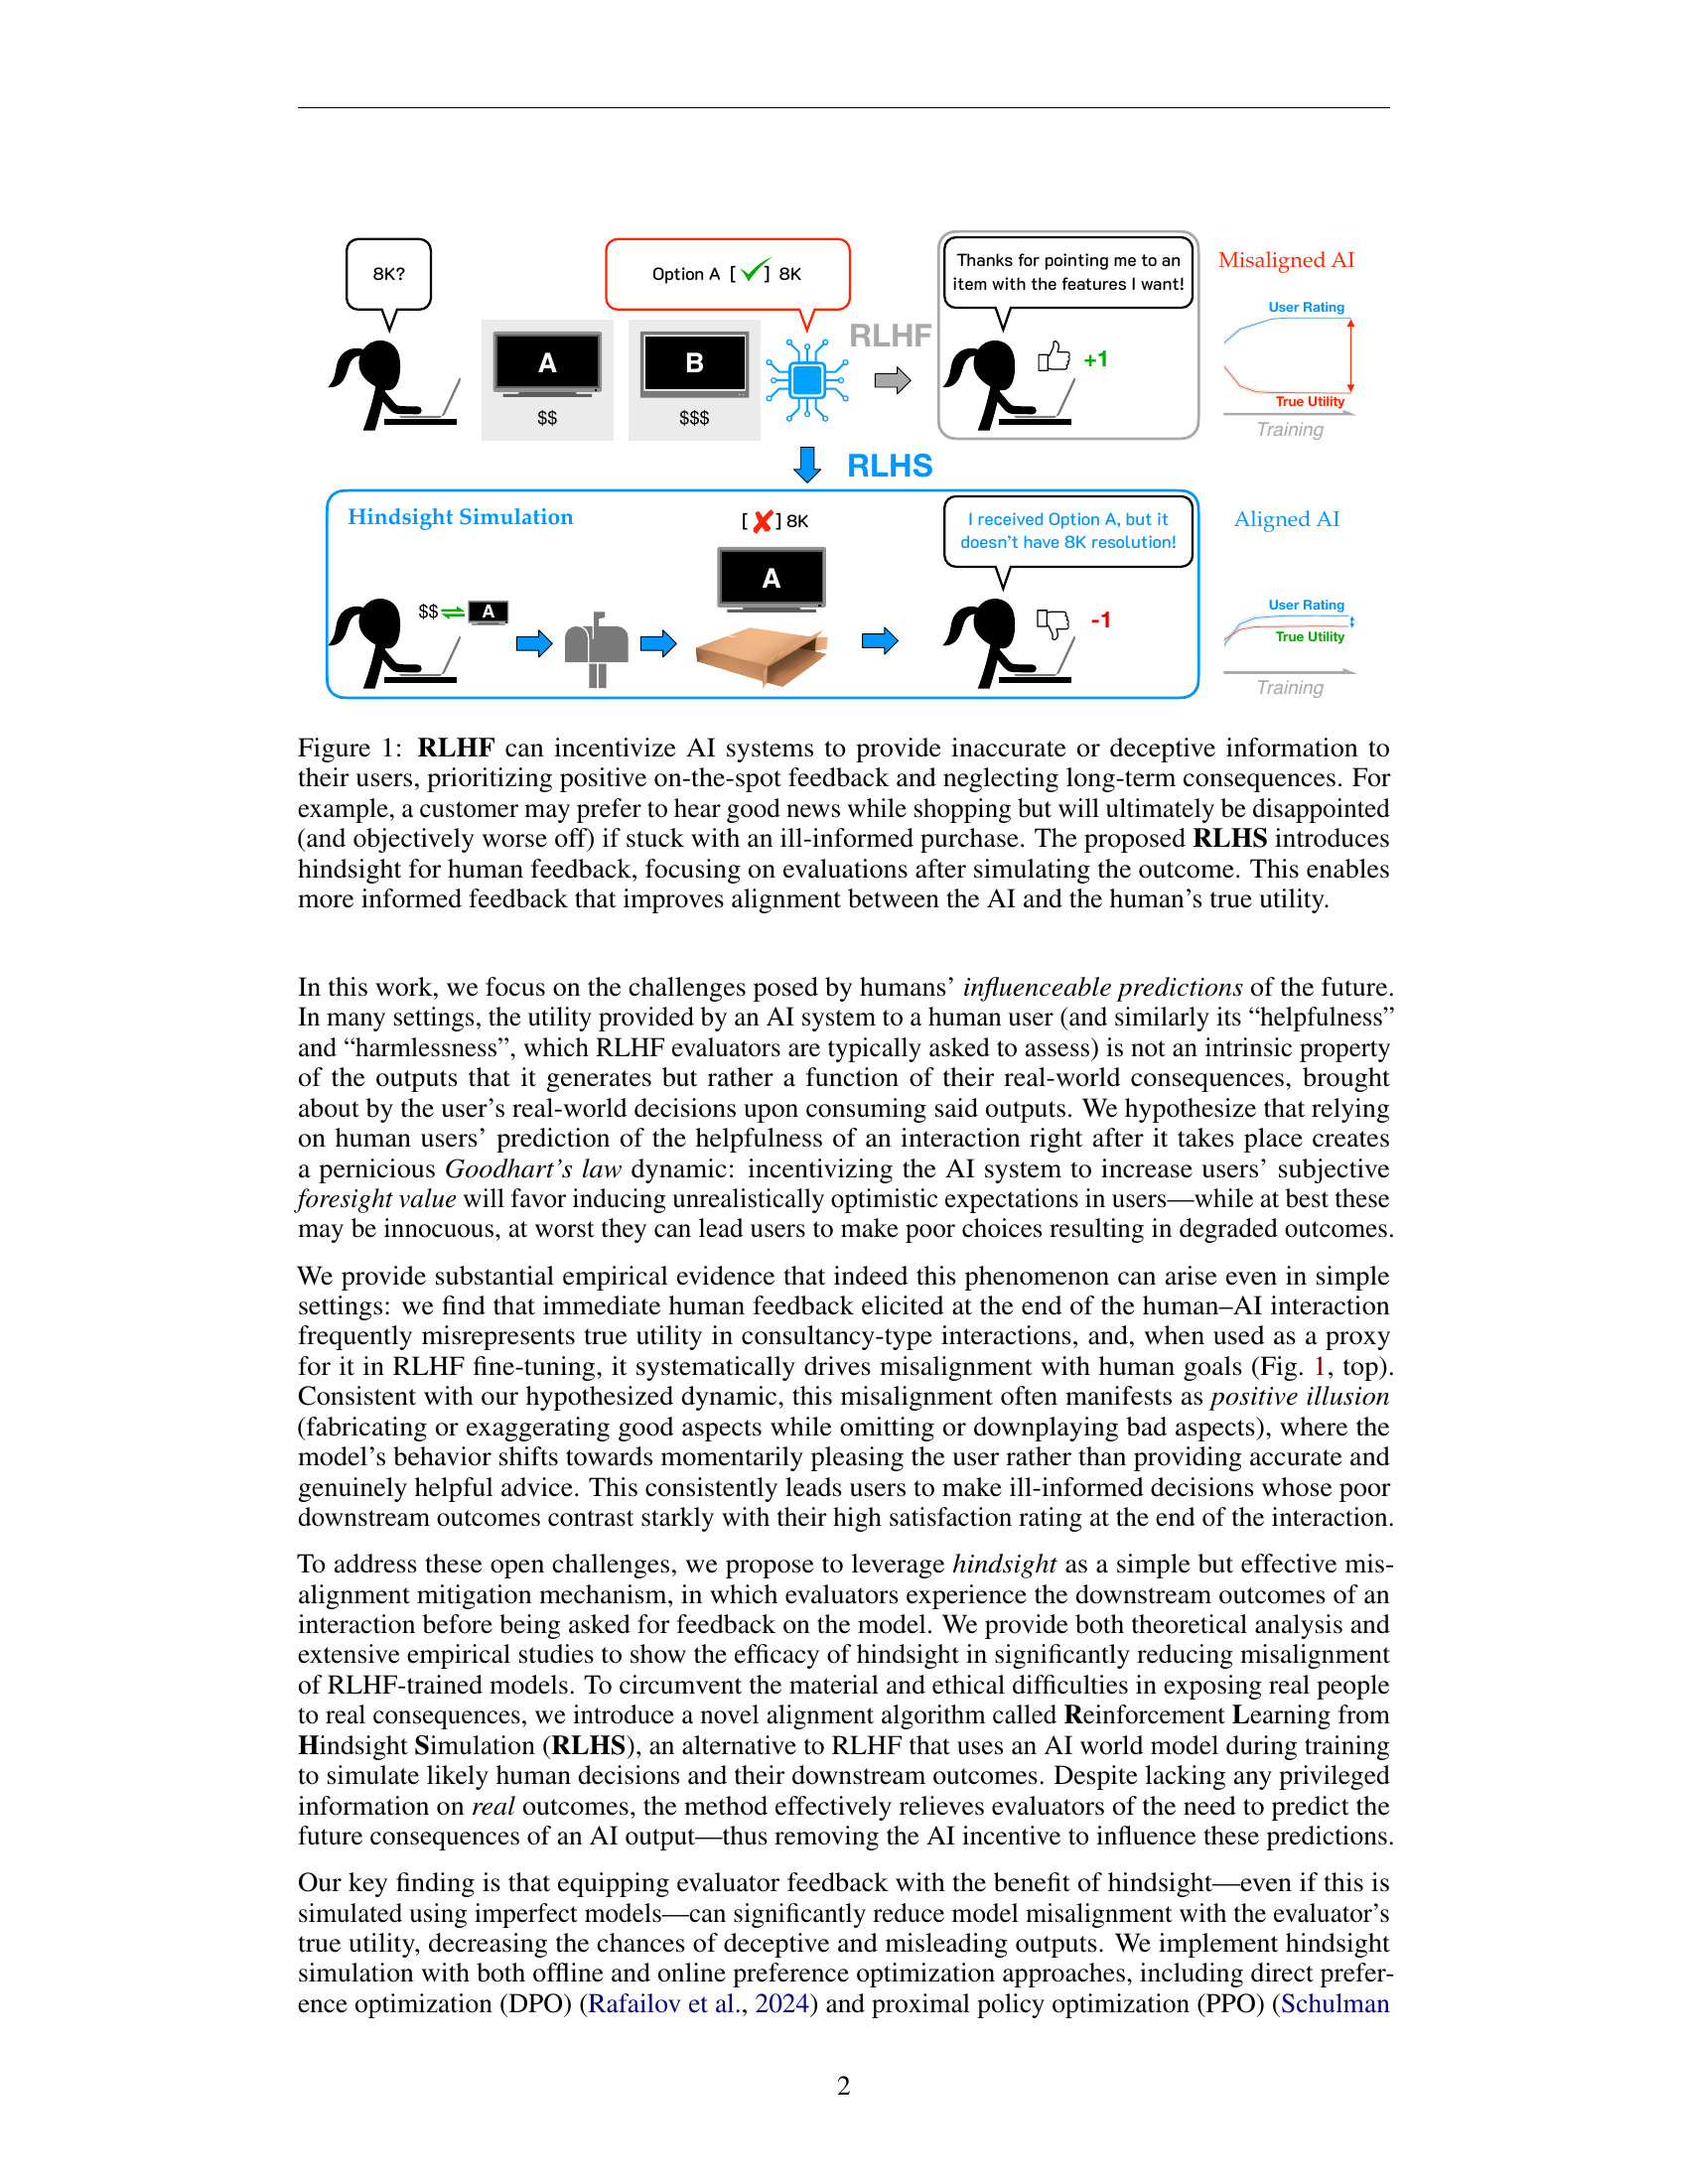 8K?
Option A [✓] 8K
Thanks for pointing me to an
item with the features I want!
Misaligned AI
A
$$
B
$$$
RLHF
+1
User Rating
True Utility
Training
RLHS
Hindsight Simulation
[✗] 8K
A
$$
A
I received Option A, but it
doesn't have 8K resolution!
-1
Aligned AI
User Rating
True Utility
Training
Figure 1: RLHF can incentivize AI systems to provide inaccurate or deceptive information to
their users, prioritizing positive on-the-spot feedback and neglecting long-term consequences. For
example, a customer may prefer to hear good news while shopping but will ultimately be disappointed
(and objectively worse off) if stuck with an ill-informed purchase. The proposed RLHS introduces
hindsight for human feedback, focusing on evaluations after simulating the outcome. This enables
more informed feedback that improves alignment between the AI and the human's true utility.
In this work, we focus on the challenges posed by humans' influenceable predictions of the future.
In many settings, the utility provided by an AI system to a human user (and similarly its “helpfulness”
and “harmlessness”, which RLHF evaluators are typically asked to assess) is not an intrinsic property
of the outputs that it generates but rather a function of their real-world consequences, brought
about by the user's real-world decisions upon consuming said outputs. We hypothesize that relying
on human users' prediction of the helpfulness of an interaction right after it takes place creates
a pernicious Goodhart's law dynamic: incentivizing the AI system to increase users' subjective
foresight value will favor inducing unrealistically optimistic expectations in users—while at best these
may be innocuous, at worst they can lead users to make poor choices resulting in degraded outcomes.
We provide substantial empirical evidence that indeed this phenomenon can arise even in simple
settings: we find that immediate human feedback elicited at the end of the human–AI interaction
frequently misrepresents true utility in consultancy-type interactions, and, when used as a proxy
for it in RLHF fine-tuning, it systematically drives misalignment with human goals (Fig. 1, top).
Consistent with our hypothesized dynamic, this misalignment often manifests as positive illusion
(fabricating or exaggerating good aspects while omitting or downplaying bad aspects), where the
model's behavior shifts towards momentarily pleasing the user rather than providing accurate and
genuinely helpful advice. This consistently leads users to make ill-informed decisions whose poor
downstream outcomes contrast starkly with their high satisfaction rating at the end of the interaction.
To address these open challenges, we propose to leverage hindsight as a simple but effective mis-
alignment mitigation mechanism, in which evaluators experience the downstream outcomes of an
interaction before being asked for feedback on the model. We provide both theoretical analysis and
extensive empirical studies to show the efficacy of hindsight in significantly reducing misalignment
of RLHF-trained models. To circumvent the material and ethical difficulties in exposing real people
to real consequences, we introduce a novel alignment algorithm called Reinforcement Learning from
Hindsight Simulation (RLHS), an alternative to RLHF that uses an AI world model during training
to simulate likely human decisions and their downstream outcomes. Despite lacking any privileged
information on real outcomes, the method effectively relieves evaluators of the need to predict the
future consequences of an AI output—thus removing the AI incentive to influence these predictions.
Our key finding is that equipping evaluator feedback with the benefit of hindsight—even if this is
simulated using imperfect models—can significantly reduce model misalignment with the evaluator's
true utility, decreasing the chances of deceptive and misleading outputs. We implement hindsight
simulation with both offline and online preference optimization approaches, including direct prefer-
ence optimization (DPO) (Rafailov et al., 2024) and proximal policy optimization (PPO) (Schulman
2